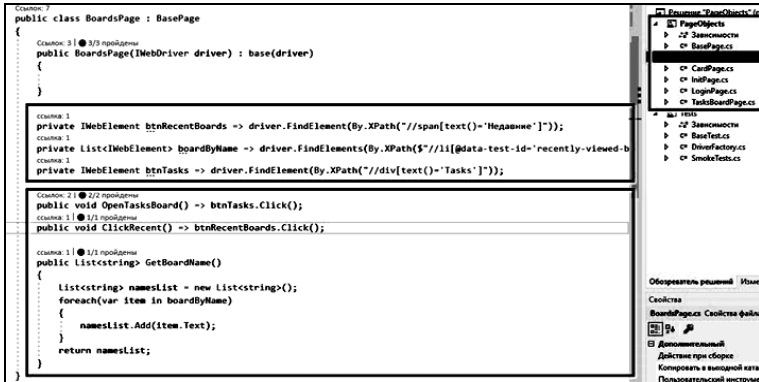 Ссылок: 7
public class BoardsPage : BasePage
{
Ссылок: 3 | 3/3 пройдены
public BoardsPage(IWebDriver driver) : base(driver)
{
}
ссылка: 1
private IWebElement btnRecentBoards => driver.FindElement(By.XPath("//span[text()='Недавние']"));
ссылка: 1
private List<IWebElement> boardByName => driver.FindElements(By.XPath($"//li[@data-test-id='recently-viewed-b
ссылка: 1
private IWebElement btnTasks => driver.FindElement(By.XPath("//div[text()='Tasks']"));
Ссылок: 2 | 2/2 пройдены
public void OpenTasksBoard() => btnTasks.Click();
ссылка: 1 | 1/1 пройдены
public void ClickRecent() => btnRecentBoards.Click();
ссылка: 1 | 1/1 пройдены
public List<string> GetBoardName()
{
List<string> namesList = new List<string>();
foreach(var item in boardByName)
{
namesList.Add(item.Text);
}
return namesList;
}
}
Решение "PageObjects" (
PageObjects
Зависимости
C# BasePage.cs
C# CardPage.cs
C# InitPage.cs
C# LoginPage.cs
C# TasksBoardPage.cs
Tests
Зависимости
C# BaseTest.cs
C# DriverFactory.cs
C# SmokeTests.cs
Обозреватель решений Изме
Свойства
BoardsPage.cs Свойства файла
Дополнительный
Действие при сборке
Копировать в выходной ката
Пользовательский инструме